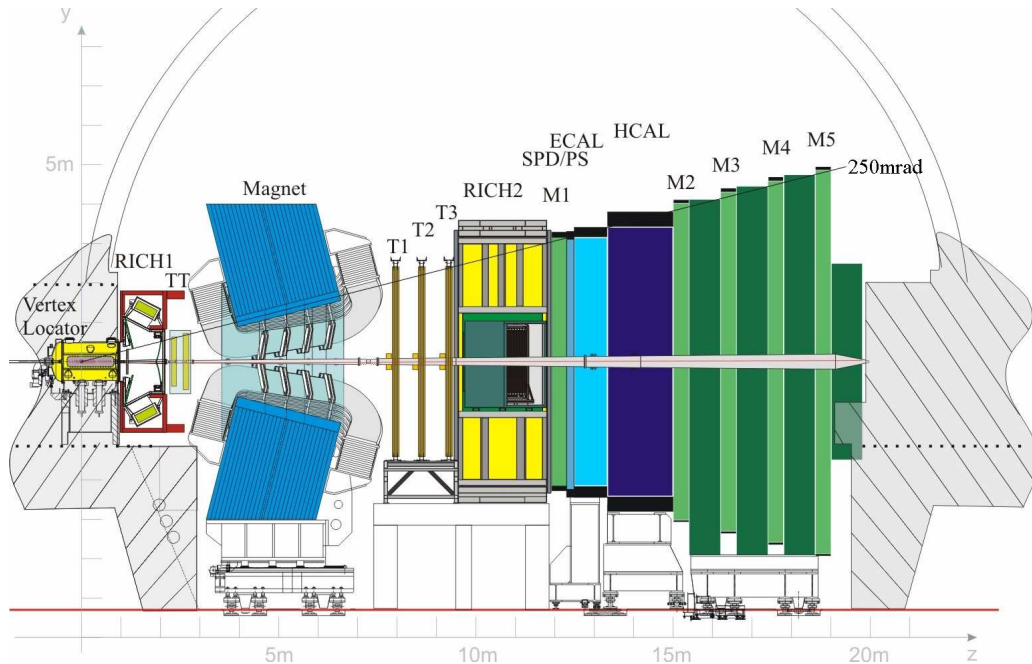 y
5m
Vertex
Locator
RICH1
TT
Magnet
T1
T2
T3
RICH2
M1
SPD/PS
ECAL
HCAL
M2
M3
M4
M5
250mrad
5m
10m
15m
20m
z